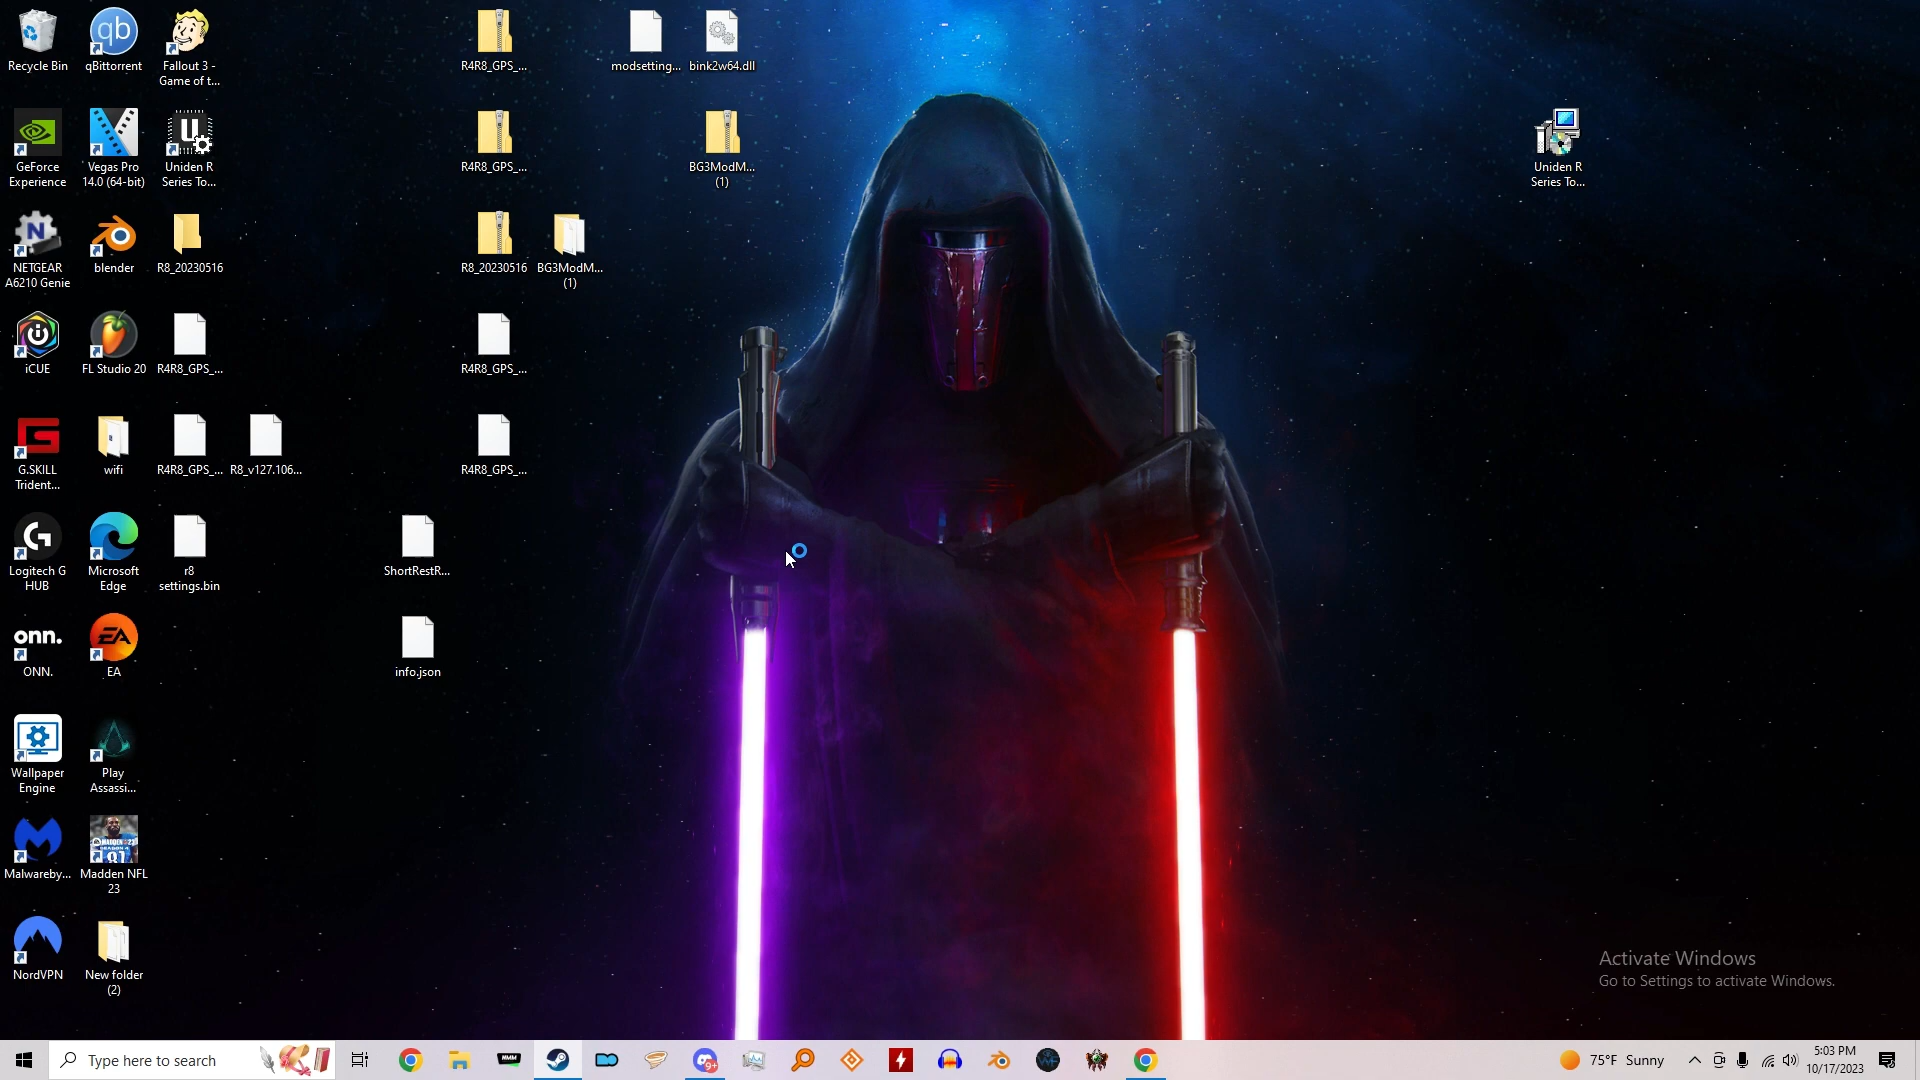 Recycle Bin
qBittorrent
Fallout 3 -
Game of t...
R4R8_GPS_...
modsetting...
bink2w64.dll
GeForce
Experience
Vegas Pro
14.0 (64-bit)
Uniden R
Series To...
R4R8_GPS_...
BG3ModM...
(1)
Uniden R
Series To...
NETGEAR
A6210 Genie
blender
R8_20230516
R8_20230516
BG3ModM...
(1)
iCUE
FL Studio 20
R4R8_GPS_...
R4R8_GPS_...
G.SKILL
Trident...
wifi
R4R8_GPS_...
R8_v127.106...
R4R8_GPS_...
Logitech G
HUB
Microsoft
Edge
r8
settings.bin
ShortRestR...
onn.
ONN.
EA
EA
info.json
Wallpaper
Engine
Play
Assassi...
Malwareby...
Madden NFL
23
NordVPN
New folder
(2)
Activate Windows
Go to Settings to activate Windows.
Type here to search
9+
75°F Sunny
5:03 PM
10/17/2023